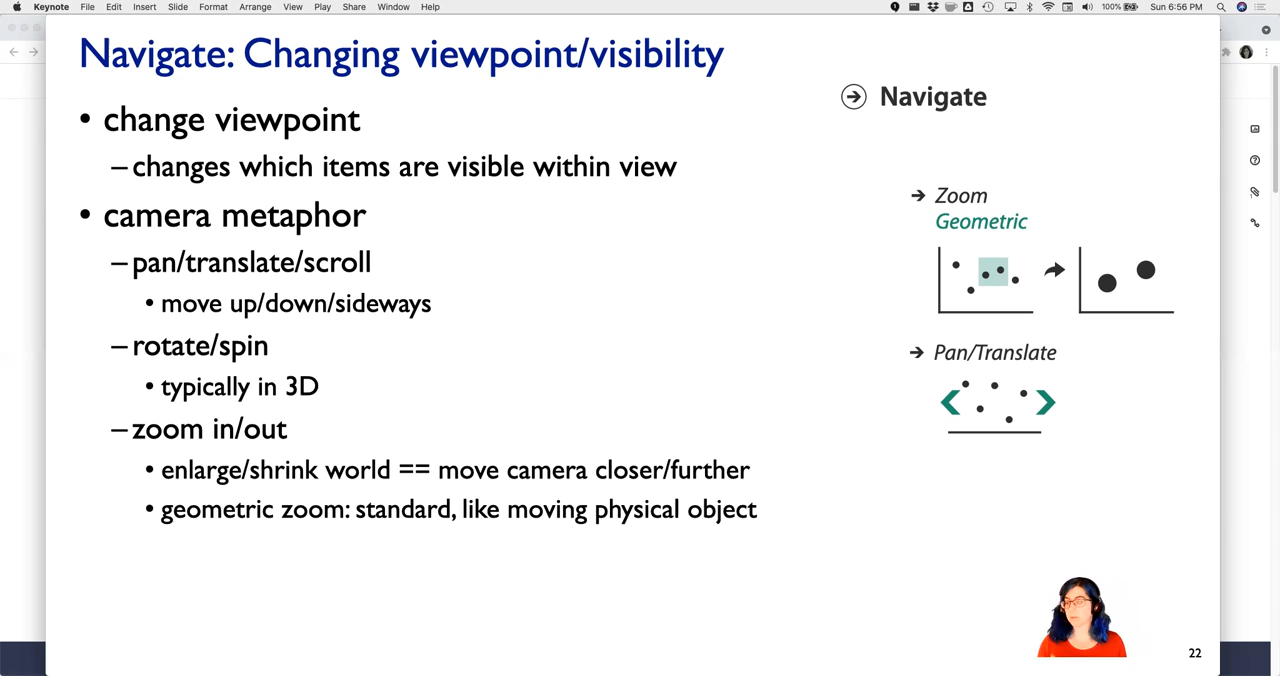 Keynote File Edit Insert Slide Format Arrange View Play Share Window Help 100% Sun 6:56 PM
Navigate: Changing viewpoint/visibility
• change viewpoint
– changes which items are visible within view
• camera metaphor
– pan/translate/scroll
• move up/down/sideways
– rotate/spin
• typically in 3D
– zoom in/out
• enlarge/shrink world == move camera closer/further
• geometric zoom: standard, like moving physical object
Navigate
Zoom
Geometric
Pan/Translate
22